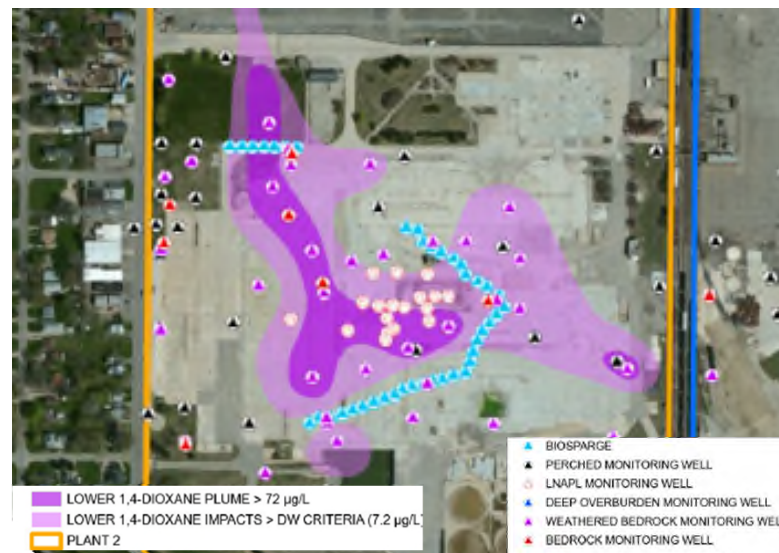 LOWER 1,4-DIOXANE PLUME > 72 µg/L
LOWER 1,4-DIOXANE IMPACTS > DW CRITERIA (7.2 µg/L)
PLANT 2
BIOSPARGE
PERCHED MONITORING WELL
LNAPL MONITORING WELL
DEEP OVERBURDEN MONITORING WELL
WEATHERED BEDROCK MONITORING WELL
BEDROCK MONITORING WELL